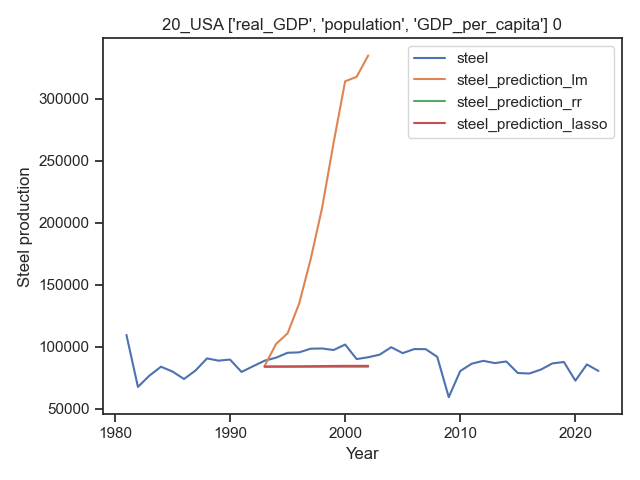 20_USA ['real_GDP', 'population', 'GDP_per_capita'] 0
steel
steel_prediction_lm
steel_prediction_rr
steel_prediction_lasso
Steel production
300000
250000
200000
150000
100000
50000
1980 1990 2000 2010 2020
Year